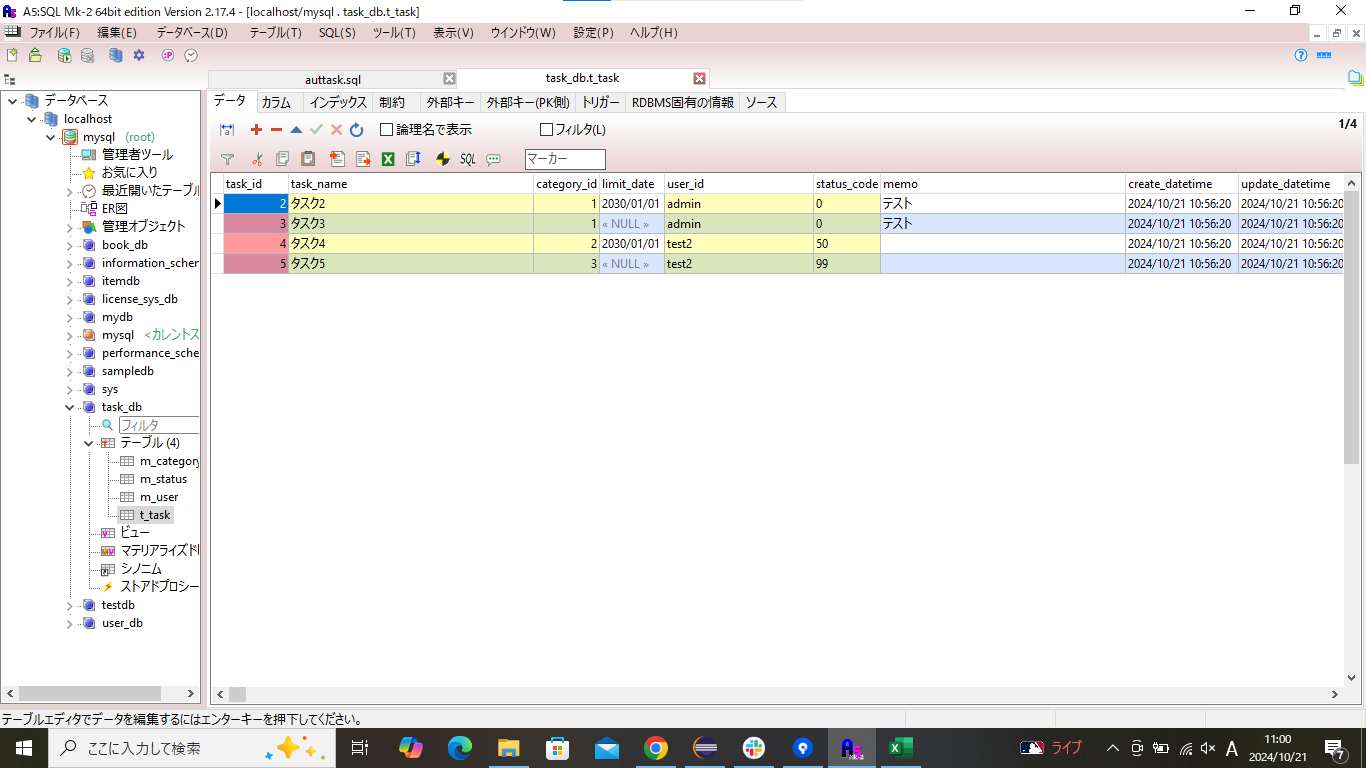 A5:SQL Mk-2 64bit edition Version 2.17.4 - [localhost/mysql . task_db.t_task]
ファイル(F) 編集(E) データベース(D) テーブル(T) SQL(S) ツール(T) 表示(V) ウインドウ(W) 設定(P) ヘルプ(H)
auttask.sql task_db.t_task
データベース
localhost
mysql (root)
管理者ツール
お気に入り
最近開いたテーブル
ER図
管理オブジェクト
book_db
information_schem
itemdb
license_sys_db
mydb
mysql <カレントス
performance_sche
sampledb
sys
task_db
フィルタ
テーブル (4)
m_category
m_status
m_user
t_task
ビュー
マテリアライズド
シノニム
ストアドプロシー
testdb
user_db
データ カラム インデックス 制約 外部キー 外部キー(PK側) トリガー RDBMS固有の情報 ソース
論理名で表示 フィルタ(L) 1/4
SQL マーカー
task_id task_name category_id limit_date user_id status_code memo create_datetime update_datetime
2 タスク2 1 2030/01/01 admin 0 テスト 2024/10/21 10:56:20 2024/10/21 10:56:20
3 タスク3 1 « NULL » admin 0 テスト 2024/10/21 10:56:20 2024/10/21 10:56:20
4 タスク4 2 2030/01/01 test2 50 2024/10/21 10:56:20 2024/10/21 10:56:20
5 タスク5 3 « NULL » test2 99 2024/10/21 10:56:20 2024/10/21 10:56:20
テーブルエディタでデータを編集するにはエンターキーを押下してください。
ここに入力して検索
ライブ
A
11:00
2024/10/21
7